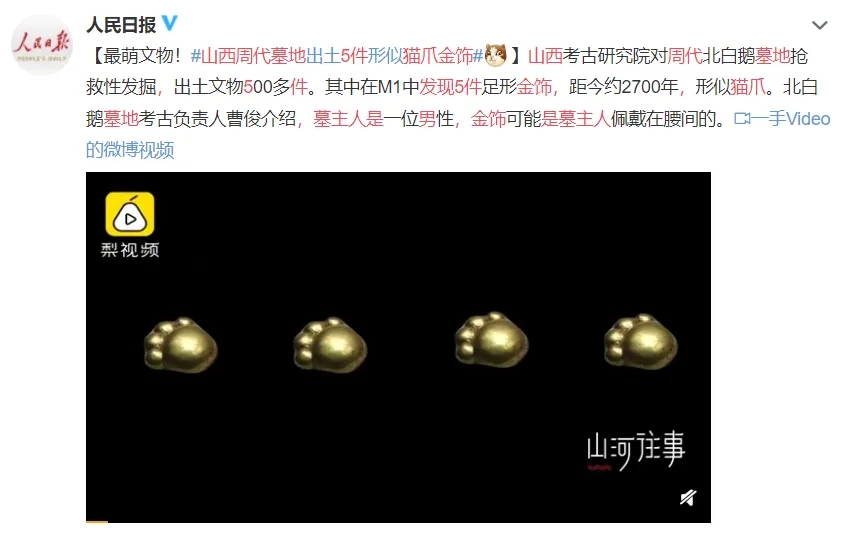 人民日报
PEOPLE'S DAILY
人民日报
【最萌文物！#山西周代墓地出土5件形似猫爪金饰# 】山西考古研究院对周代北白鹅墓地抢
救性发掘，出土文物500多件。其中在M1中发现5件足形金饰，距今约2700年，形似猫爪。北白
鹅墓地考古负责人曹俊介绍，墓主人是一位男性，金饰可能是墓主人佩戴在腰间的。一手Video
的微博视频
梨视频
山河往事